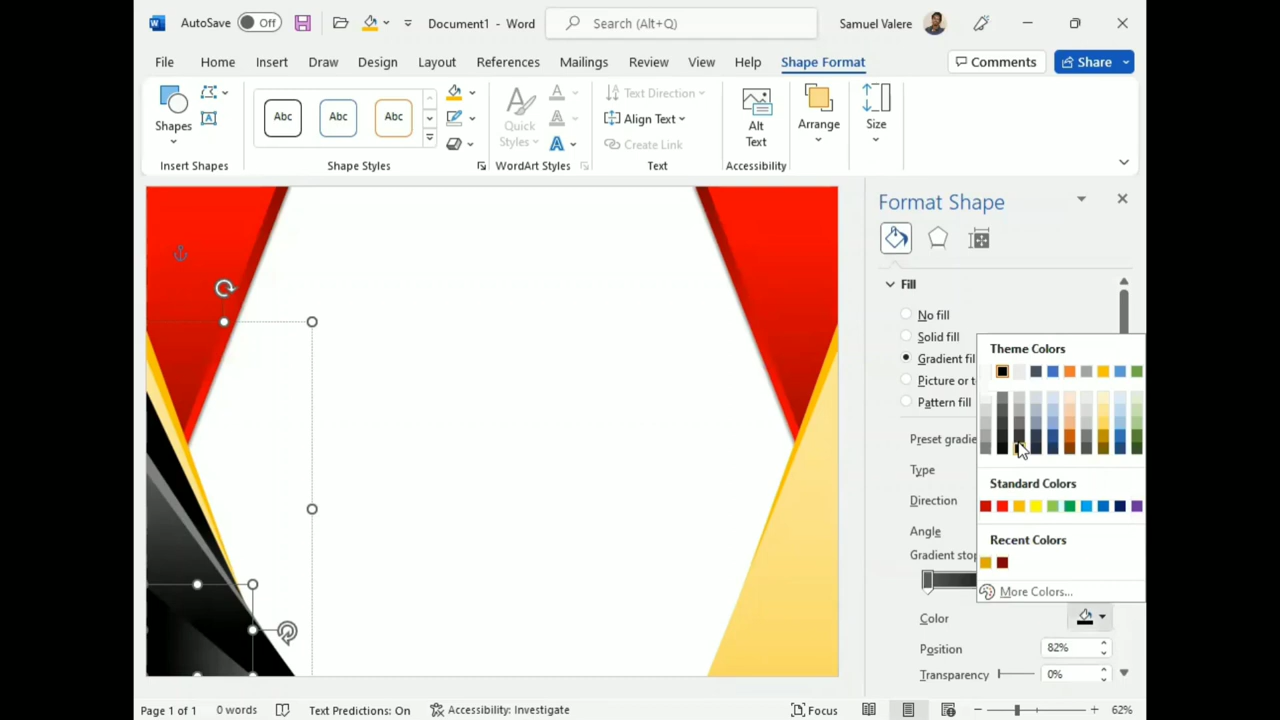 AutoSave Off Document1 - Word Search (Alt+Q) Samuel Valere
File Home Insert Draw Design Layout References Mailings Review View Help Shape Format Comments Share
Shapes Abc Abc Abc Quick Styles Text Direction Align Text Create Link Alt Text Arrange Size
Insert Shapes Shape Styles WordArt Styles Text Accessibility
Format Shape
Fill
No fill
Solid fill
Gradient fil
Picture or t
Pattern fill
Theme Colors
Preset gradie
Type
Standard Colors
Direction
Angle
Recent Colors
Gradient stop
More Colors...
Color
Position 82%
Transparency 0%
Page 1 of 1 0 words Text Predictions: On Accessibility: Investigate Focus 62%